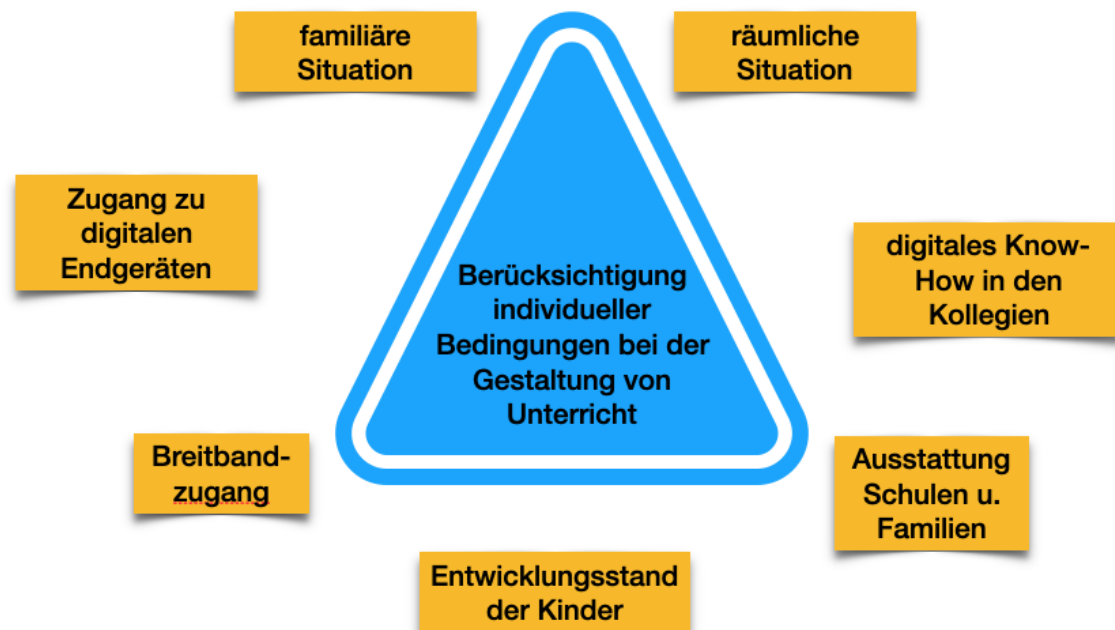 familiäre
Situation
räumliche
Situation
Zugang zu
digitalen
Endgeräten
digitales Know-
How in den
Kollegien
Berücksichtigung
individueller
Bedingungen bei der
Gestaltung von
Unterricht
Breitband-
zugang
Ausstattung
Schulen u.
Familien
Entwicklungsstand
der Kinder